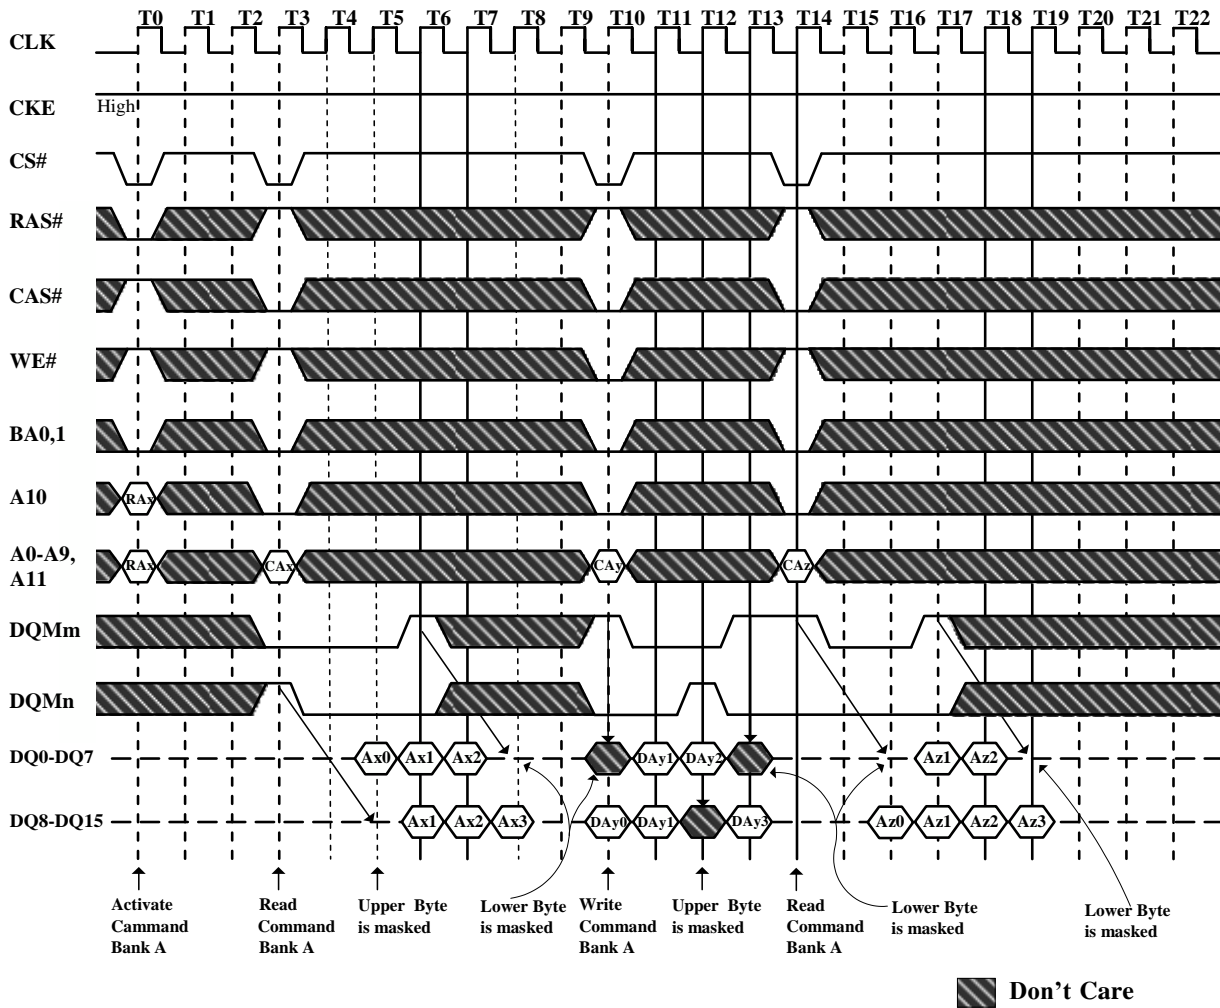 T0 T1 T2 T3 T4 T5 T6 T7 T8 T9 T10 T11 T12 T13 T14 T15 T16 T17 T18 T19 T20 T21 T22
CLK
CKE High
CS#
RAS#
CAS#
WE#
BA0,1
A10 RAx
A0-A9,
A11 RAx CAx CAy CAz
DQMm
DQMn
DQ0-DQ7 Ax0 Ax1 Ax2 DAy1 DAy2 Az1 Az2
DQ8-DQ15 Ax1 Ax2 Ax3 DAy0 DAy1 DAy3 Az0 Az1 Az2 Az3
Activate
Cammand
Bank A
Read
Command
Bank A
Upper Byte
is masked
Lower Byte
is masked
Write
Command
Bank A
Upper Byte
is masked
Read
Command
Bank A
Lower Byte
is masked
Lower Byte
is masked
Don't Care